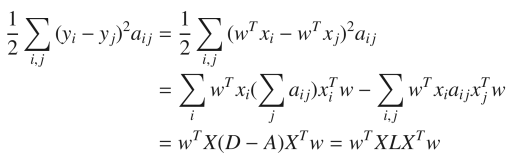 \frac{1}{2} \sum_{i,j} (y_i - y_j)^2 a_{ij} = \frac{1}{2} \sum_{i,j} (w^T x_i - w^T x_j)^2 a_{ij}
= \sum_i w^T x_i (\sum_j a_{ij}) x_i^T w - \sum_{i,j} w^T x_i a_{ij} x_j^T w
= w^T X(D - A)X^T w = w^T X L X^T w